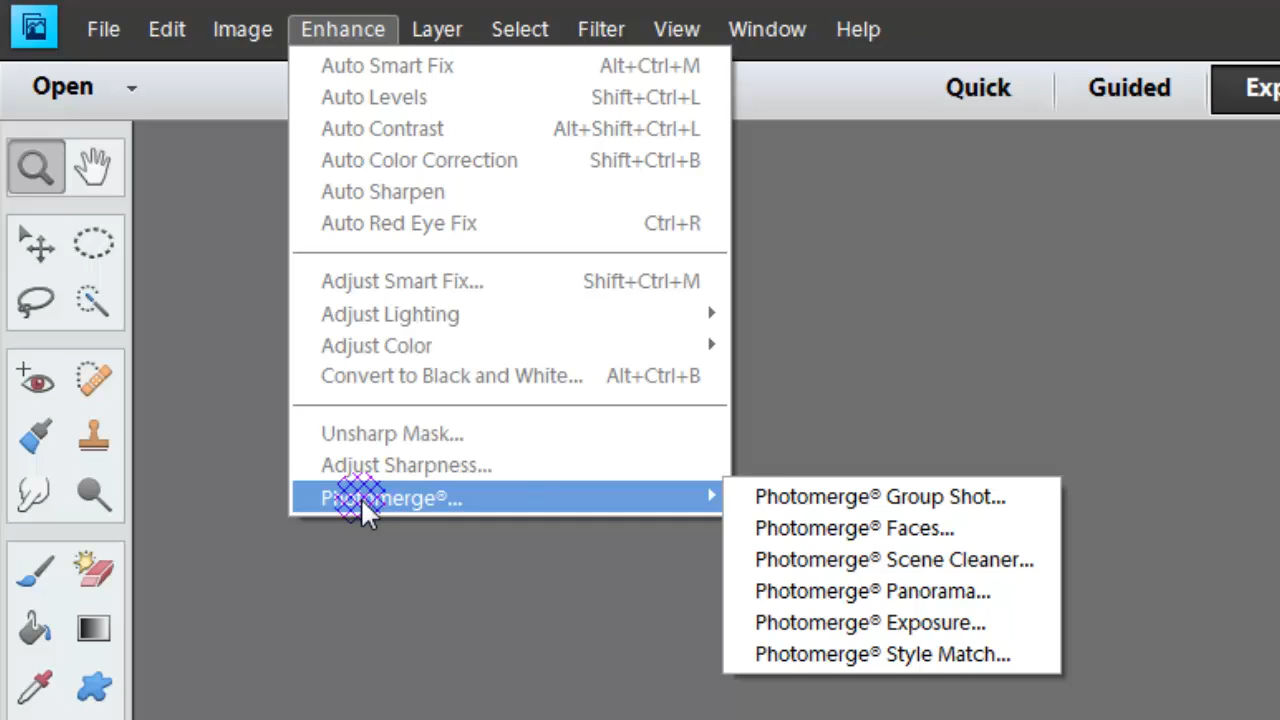 File Edit Image Enhance Layer Select Filter View Window Help
Open Quick Guided Exp
Auto Smart Fix Alt+Ctrl+M
Auto Levels Shift+Ctrl+L
Auto Contrast Alt+Shift+Ctrl+L
Auto Color Correction Shift+Ctrl+B
Auto Sharpen
Auto Red Eye Fix Ctrl+R
Adjust Smart Fix... Shift+Ctrl+M
Adjust Lighting
Adjust Color
Convert to Black and White... Alt+Ctrl+B
Unsharp Mask...
Adjust Sharpness...
Photomerge®...
Photomerge® Group Shot...
Photomerge® Faces...
Photomerge® Scene Cleaner...
Photomerge® Panorama...
Photomerge® Exposure...
Photomerge® Style Match...